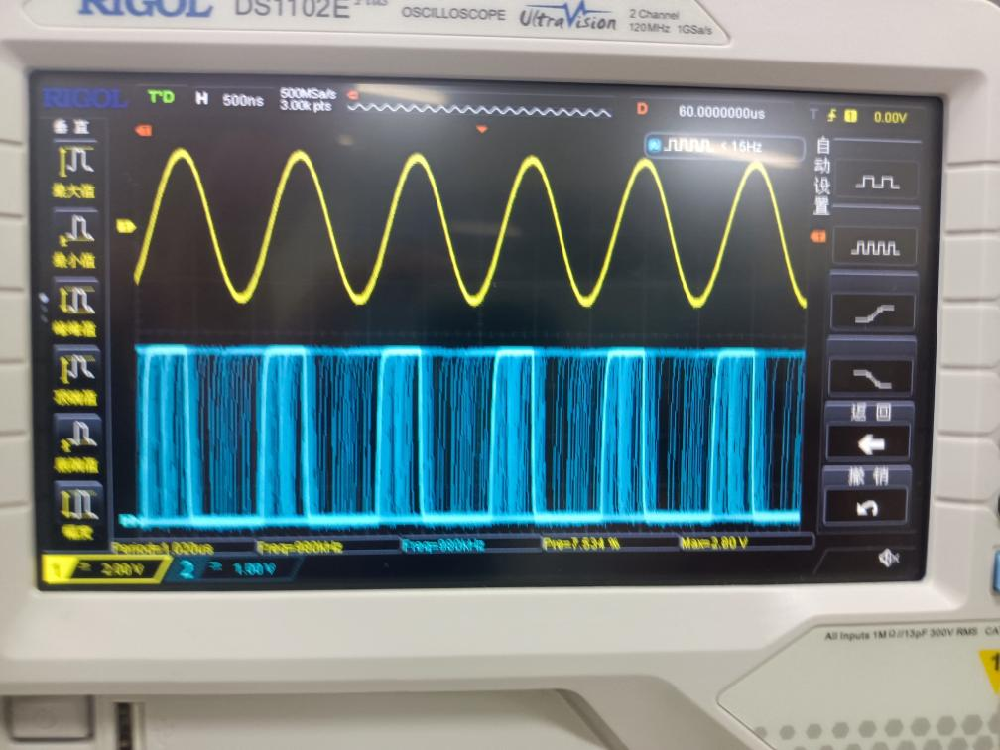 RIGOL DS1102E Plus OSCILLOSCOPE UltraVision 2 Channel
120MHz 1GSa/s
RIGOL T'D H 500ns 500MSa/s D 60.0000000us T 1 0.00V
3.00k pts
垂直
< 15Hz
自动设置
最大值
最小值
峰峰值
顶端值
底端值
幅度
返回
撤销
Period=1.020us Freq=980kHz Freq=980kHz Pre=7.534 % Max=2.80 V
1 = 2.00V 2 = 1.00V
All Inputs 1MΩ//13pF 300V RMS CA
1